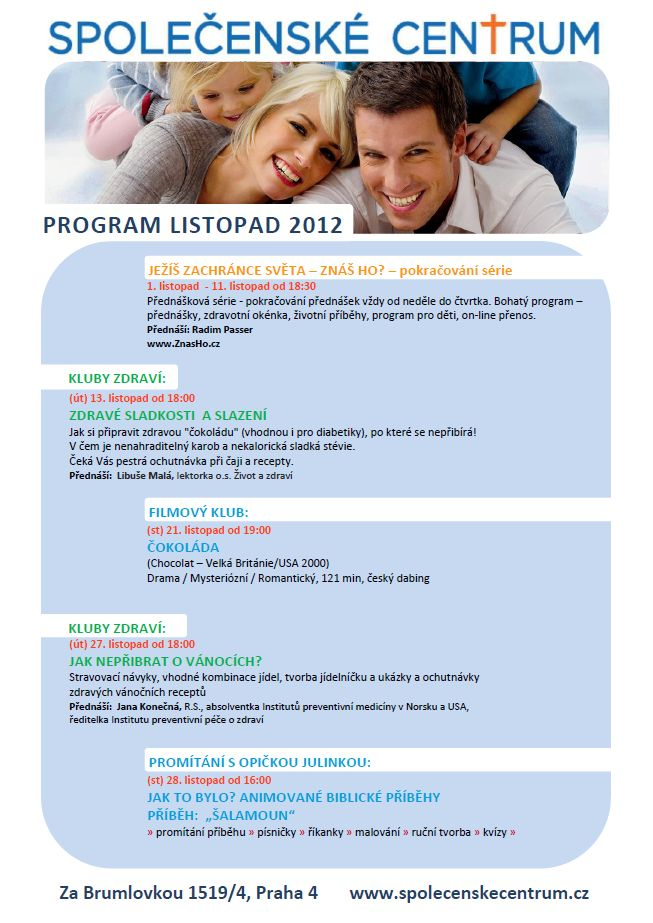 SPOLEČENSKÉ CENTRUM
PROGRAM LISTOPAD 2012
JEŽÍŠ ZACHRÁNCE SVĚTA – ZNÁŠ HO? – pokračování série
1. listopad - 11. listopad od 18:30
Přednášková série - pokračování přednášek vždy od neděle do čtvrtka. Bohatý program –
přednášky, zdravotní okénka, životní příběhy, program pro děti, on-line přenos.
Přednáší: Radim Passer
www.ZnasHo.cz
KLUBY ZDRAVÍ:
(út) 13. listopad od 18:00
ZDRAVÉ SLADKOSTI A SLAZENÍ
Jak si připravit zdravou "čokoládu" (vhodnou i pro diabetiky), po které se nepřibírá!
V čem je nenahraditelný karob a nekalorická sladká stévie.
Čeká Vás pestrá ochutnávka při čaji a recepty.
Přednáší: Libuše Malá, lektorka o.s. Život a zdraví
FILMOVÝ KLUB:
(st) 21. listopad od 19:00
ČOKOLÁDA
(Chocolat – Velká Británie/USA 2000)
Drama / Mysteriózní / Romantický, 121 min, český dabing
KLUBY ZDRAVÍ:
(út) 27. listopad od 18:00
JAK NEPŘIBRAT O VÁNOCÍCH?
Stravovací návyky, vhodné kombinace jídel, tvorba jídelníčku a ukázky a ochutnávky
zdravých vánočních receptů
Přednáší: Jana Konečná, R.S., absolventka Institutů preventivní medicíny v Norsku a USA,
ředitelka Institutu preventivní péče o zdraví
PROMÍTÁNÍ S OPIČKOU JULINKOU:
(st) 28. listopad od 16:00
JAK TO BYLO? ANIMOVANÉ BIBLICKÉ PŘÍBĚHY
PŘÍBĚH: „ŠALAMOUN“
» promítání příběhu » písničky » říkanky » malování » ruční tvorba » kvízy »
Za Brumlovkou 1519/4, Praha 4 www.spolecenskecentrum.cz